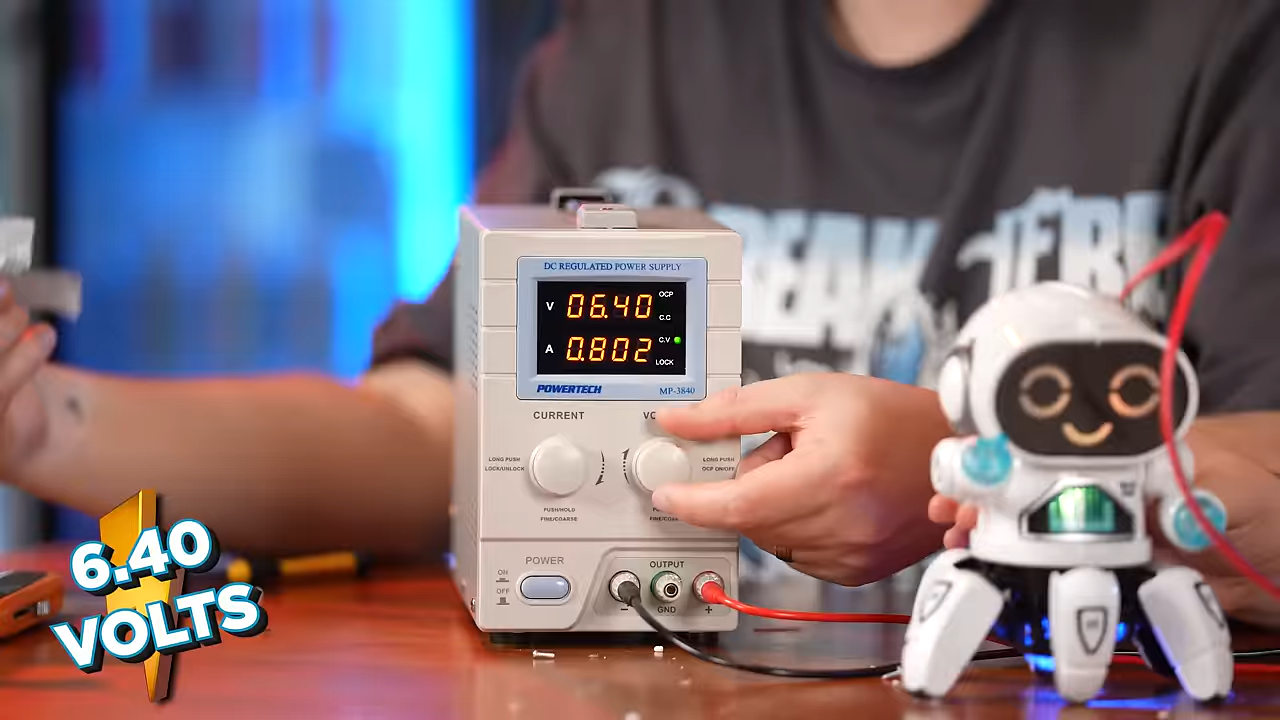 DC REGULATED POWER SUPPLY
V 06.40 OCP
C.C
A 0.802 C.V
LOCK
POWERTECH MP-3840
CURRENT
LONG PUSH
LOCK/UNLOCK
LONG PUSH
OCP ON/OFF
PUSH/HOLD
FINE/COARSE
POWER
ON
OFF
OUTPUT
− GND +
6.40
VOLTS